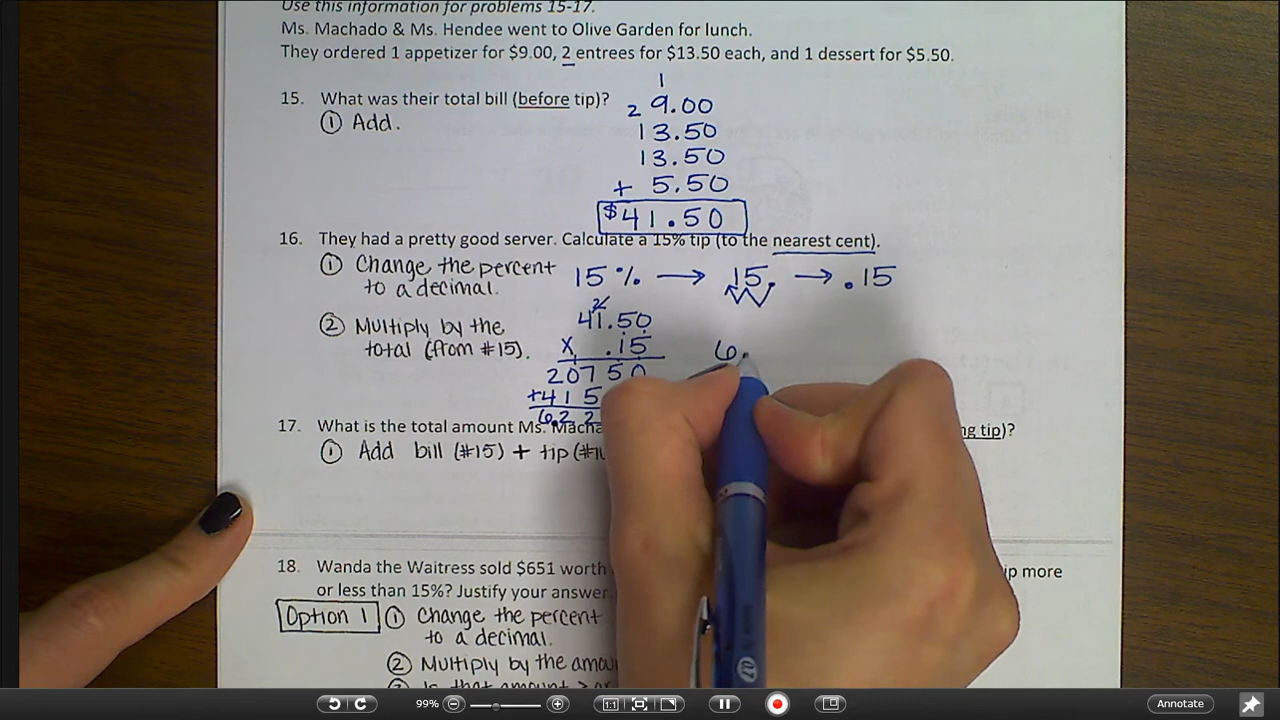 Use this information for problems 15-17.
Ms. Machado & Ms. Hendee went to Olive Garden for lunch.
They ordered 1 appetizer for $9.00, 2 entrees for $13.50 each, and 1 dessert for $5.50.
15. What was their total bill (before tip)?
① Add.
1
2 9.00
13.50
13.50
+ 5.50
$41.50
16. They had a pretty good server. Calculate a 15% tip (to the nearest cent).
① Change the percent to a decimal.
15% → 15. → .15
② Multiply by the total (from #15).
2
41.50
x .15
1
20750
+415
6.22
6.
17. What is the total amount Ms.
ng tip)?
① Add bill (#15) + tip
18. Wanda the Waitress sold $651 worth
ip more
or less than 15%? Justify your answer.
Option 1 ① Change the percent
to a decimal.
② Multiply by the
99%
1:1
Annotate